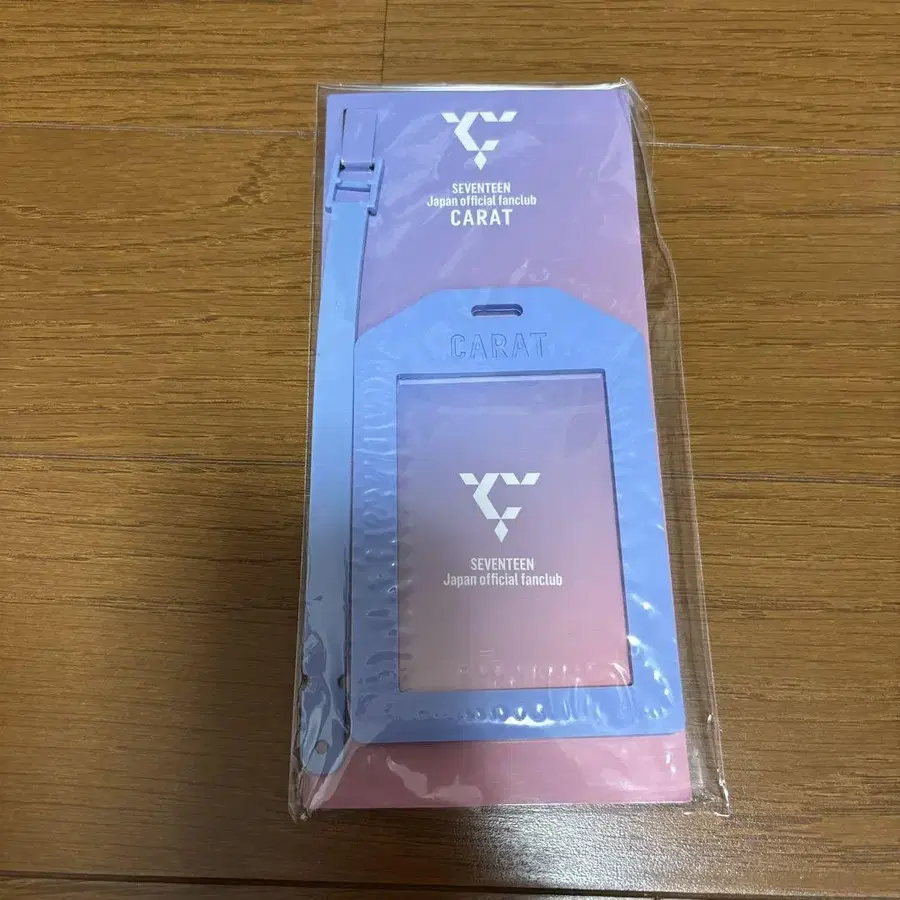 SEVENTEEN
Japan official fanclub
CARAT
CARAT
SEVENTEEN
Japan official fanclub